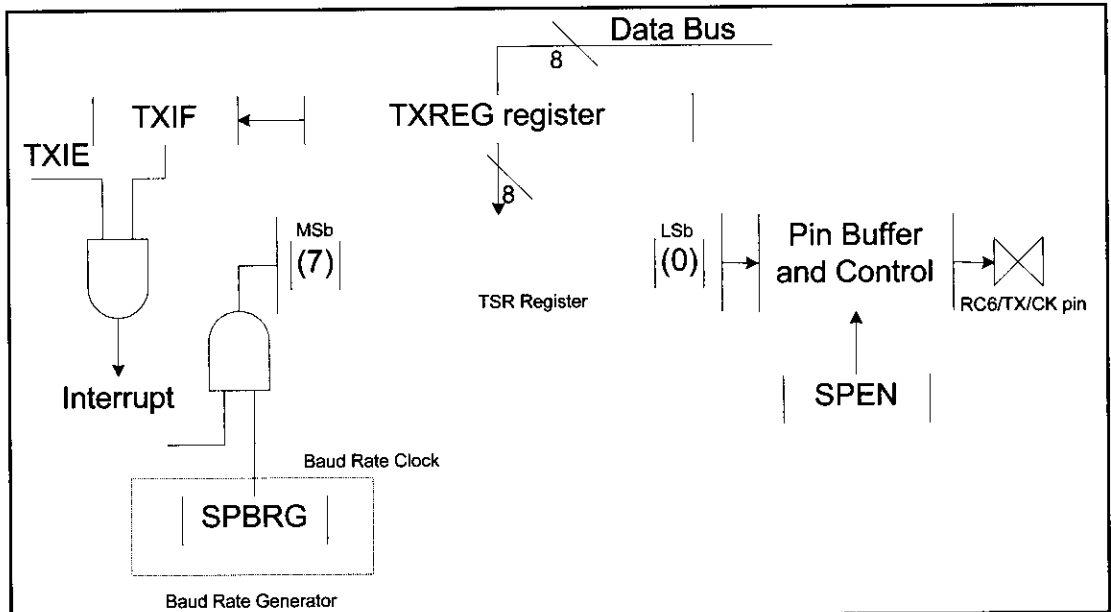 Data Bus
8
TXIF
TXREG register
TXIE
8
MSb
(7)
LSb
(0)
Pin Buffer
and Control
TSR Register
RC6/TX/CK pin
Interrupt
SPEN
Baud Rate Clock
SPBRG
Baud Rate Generator